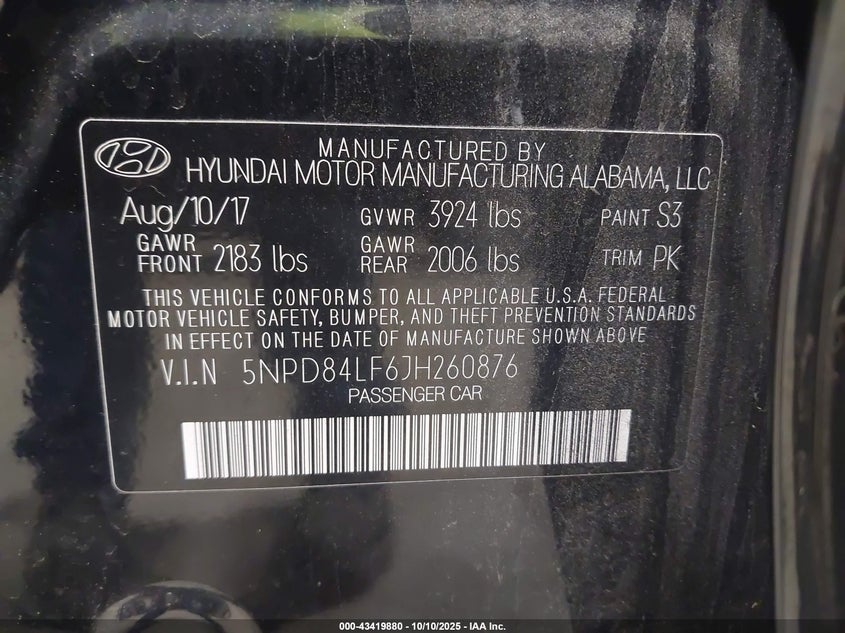 MANUFACTURED BY
HYUNDAI MOTOR MANUFACTURING ALABAMA, LLC
Aug/10/17 GVWR 3924 lbs PAINT S3
GAWR FRONT 2183 lbs GAWR REAR 2006 lbs TRIM PK
THIS VEHICLE CONFORMS TO ALL APPLICABLE U.S.A. FEDERAL
MOTOR VEHICLE SAFETY, BUMPER, AND THEFT PREVENTION STANDARDS
IN EFFECT ON THE DATE OF MANUFACTURE SHOWN ABOVE
V.I.N 5NPD84LF6JH260876
PASSENGER CAR
000-43419880 - 10/10/2025 - IAA Inc.